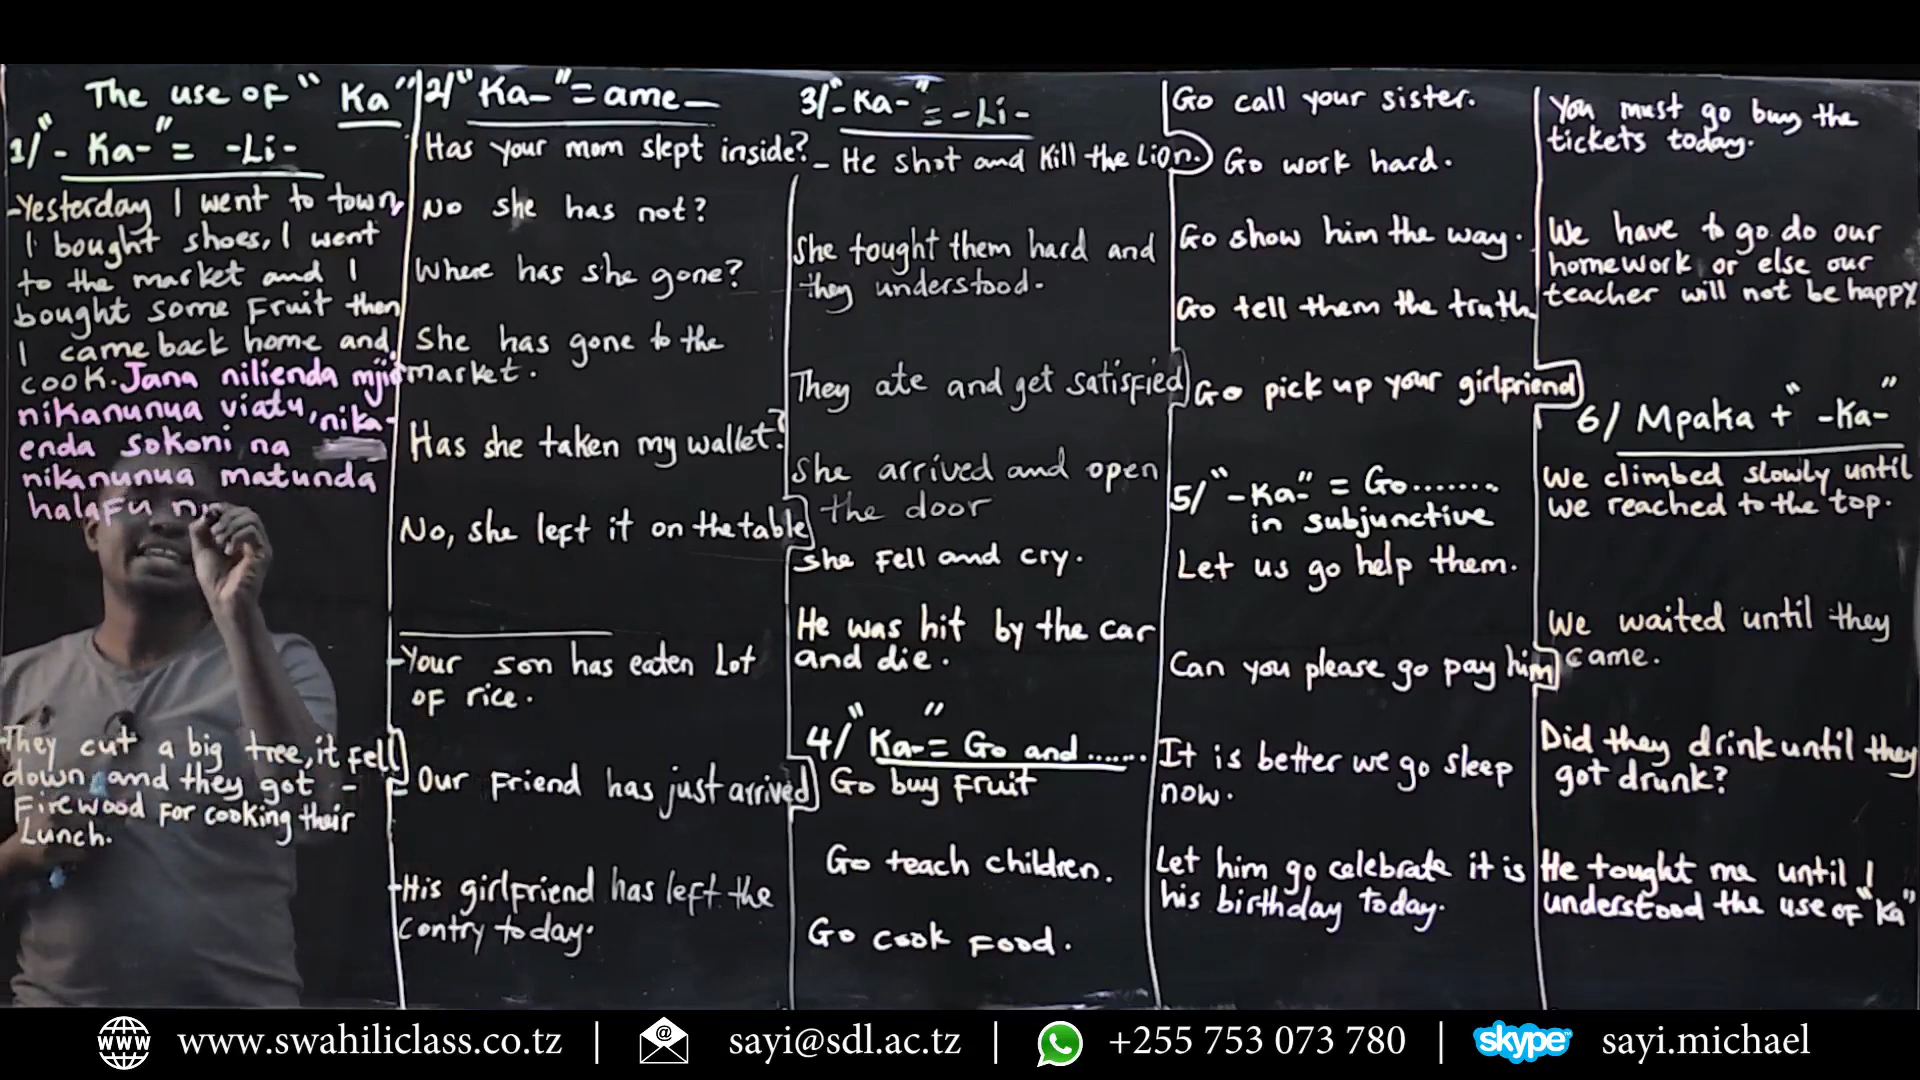 The use of "Ka"
1/ "-Ka-" = -Li-
-Yesterday I went to town,
I bought shoes, I went
to the market and I
bought some fruit then
I came back home and
cook. Jana nilienda mjini
nikanunua viatu, nika-
enda sokoni na
nikanunua matunda
halafu ni
They cut a big tree, it fell
down, and they got -
firewood for cooking their
Lunch.
2/ "Ka-" = ame-
Has your mom slept inside?
No she has not?
Where has she gone?
She has gone to the
market.
Has she taken my wallet?
No, she left it on the table
-Your son has eaten Lot
of rice.
- Our friend has just arrived
-His girlfriend has left the
contry today.
3/ "-Ka-" = -Li-
- He shot and Kill the Lion.
She tought them hard and
they understood.
They ate and get satisfied
She arrived and open
the door
She fell and cry.
He was hit by the car
and die.
4/ "Ka-" = Go and ......
Go buy fruit
Go teach children.
Go cook food.
Go call your sister.
Go work hard.
Go show him the way.
Go tell them the truth.
Go pick up your girlfriend
5/ "-Ka-" = Go.......
in subjunctive
Let us go help them.
Can you please go pay him
It is better we go sleep
now.
Let him go celebrate it is
his birthday today.
You must go buy the
tickets today.
We have to go do our
homework or else our
teacher will not be happy
6/ Mpaka + "-Ka-"
We climbed slowly until
we reached to the top.
We waited until they
came.
Did they drink until they
got drunk?
He tought me until I
understood the use of "Ka"
www.swahiliclass.co.tz | sayi@sdl.ac.tz | +255 753 073 780 | skype sayi.michael